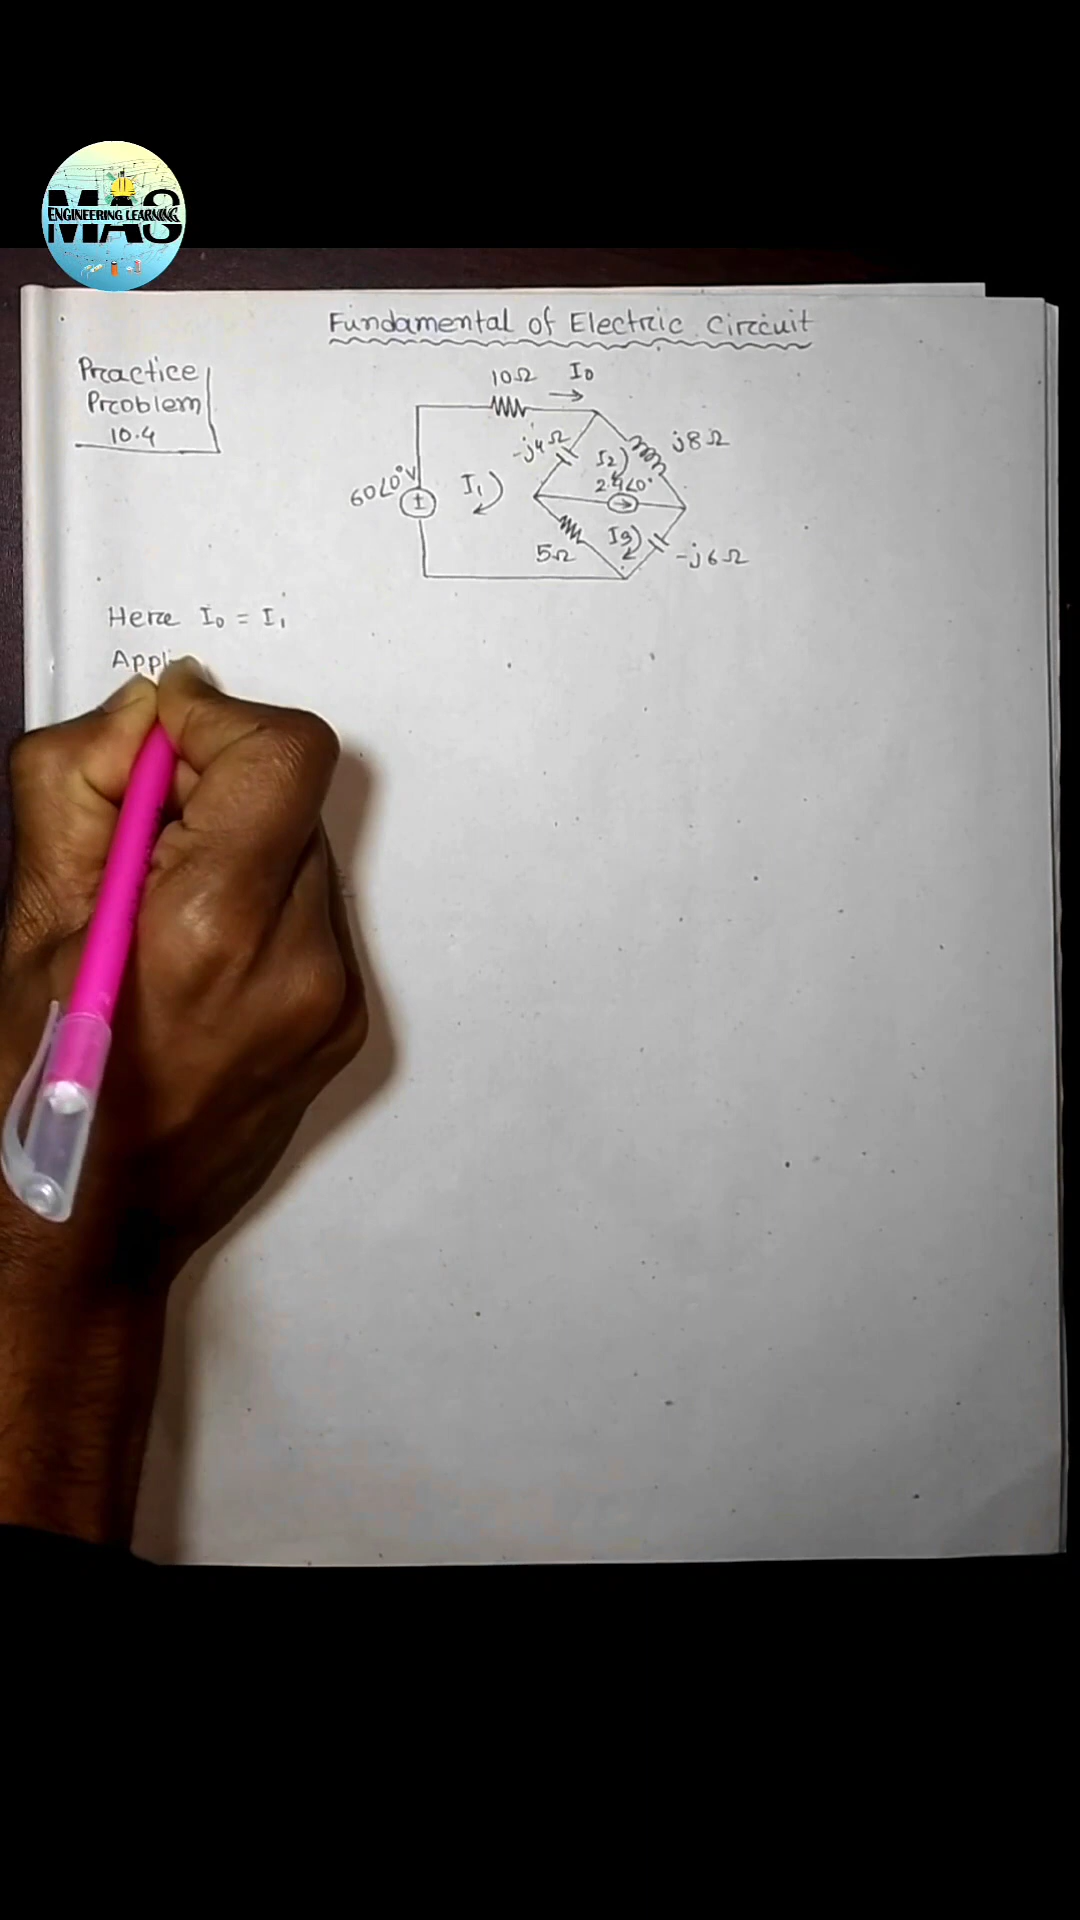 MAS
ENGINEERING LEARNING
Fundamental of Electric Circuit
Practice
Problem
10.4
10Ω
I₀
-j4Ω
j8Ω
I₂
60∠0°V
I₁
2.4∠0°
5Ω
I₃
-j6Ω
Here I₀ = I₁
Appl